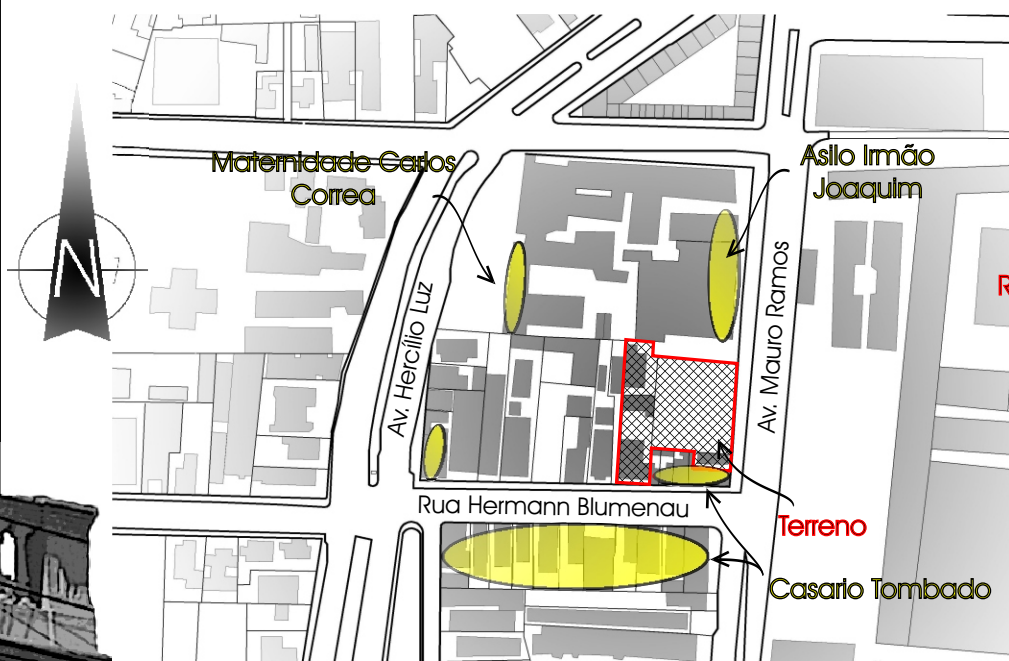 Maternidade Carlos
Correa
Asilo Irmão
Joaquim
N
R
Av. Hercílio Luz
Av. Mauro Ramos
Rua Hermann Blumenau
Terreno
Casario Tombado